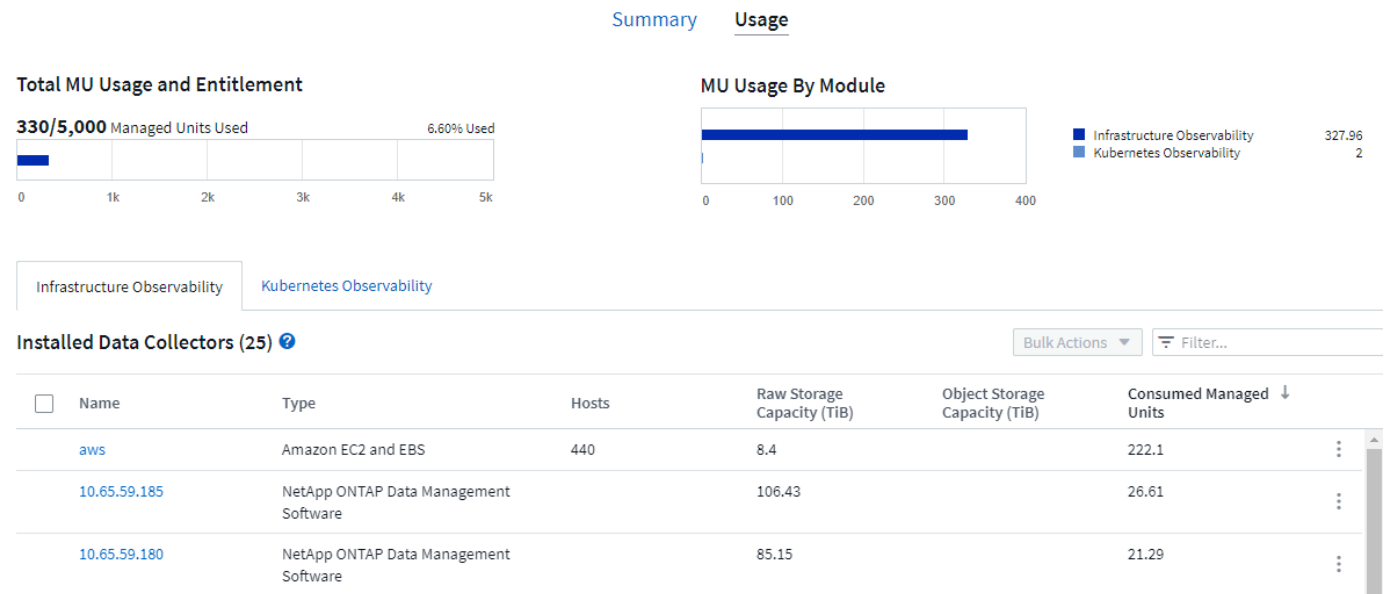 Summary Usage
Total MU Usage and Entitlement
330/5,000 Managed Units Used 6.60% Used
0 1k 2k 3k 4k 5k
MU Usage By Module
Infrastructure Observability 327.96
Kubernetes Observability 2
0 100 200 300 400
Infrastructure Observability Kubernetes Observability
Installed Data Collectors (25) ?
Bulk Actions Filter...
Name Type Hosts Raw Storage Capacity (TiB) Object Storage Capacity (TiB) Consumed Managed Units
aws Amazon EC2 and EBS 440 8.4 222.1
10.65.59.185 NetApp ONTAP Data Management Software 106.43 26.61
10.65.59.180 NetApp ONTAP Data Management Software 85.15 21.29